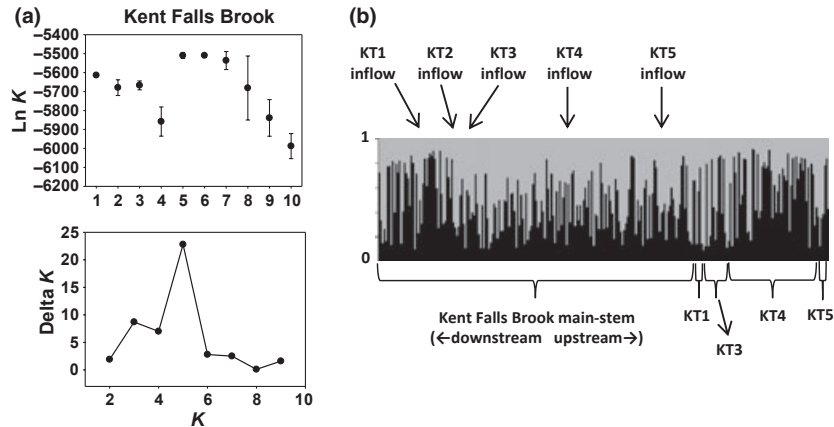 (a) Kent Falls Brook
−5400
−5500
−5600
−5700
−5800
−5900
−6000
−6100
−6200
Ln K
1 2 3 4 5 6 7 8 9 10
25
20
15
10
5
0
Delta K
2 4 6 8 10
K
(b)
KT1 KT2 KT3 KT4 KT5
inflow inflow inflow inflow inflow
1
0
Kent Falls Brook main-stem
(←downstream upstream→)
KT1 KT4 KT5
KT3